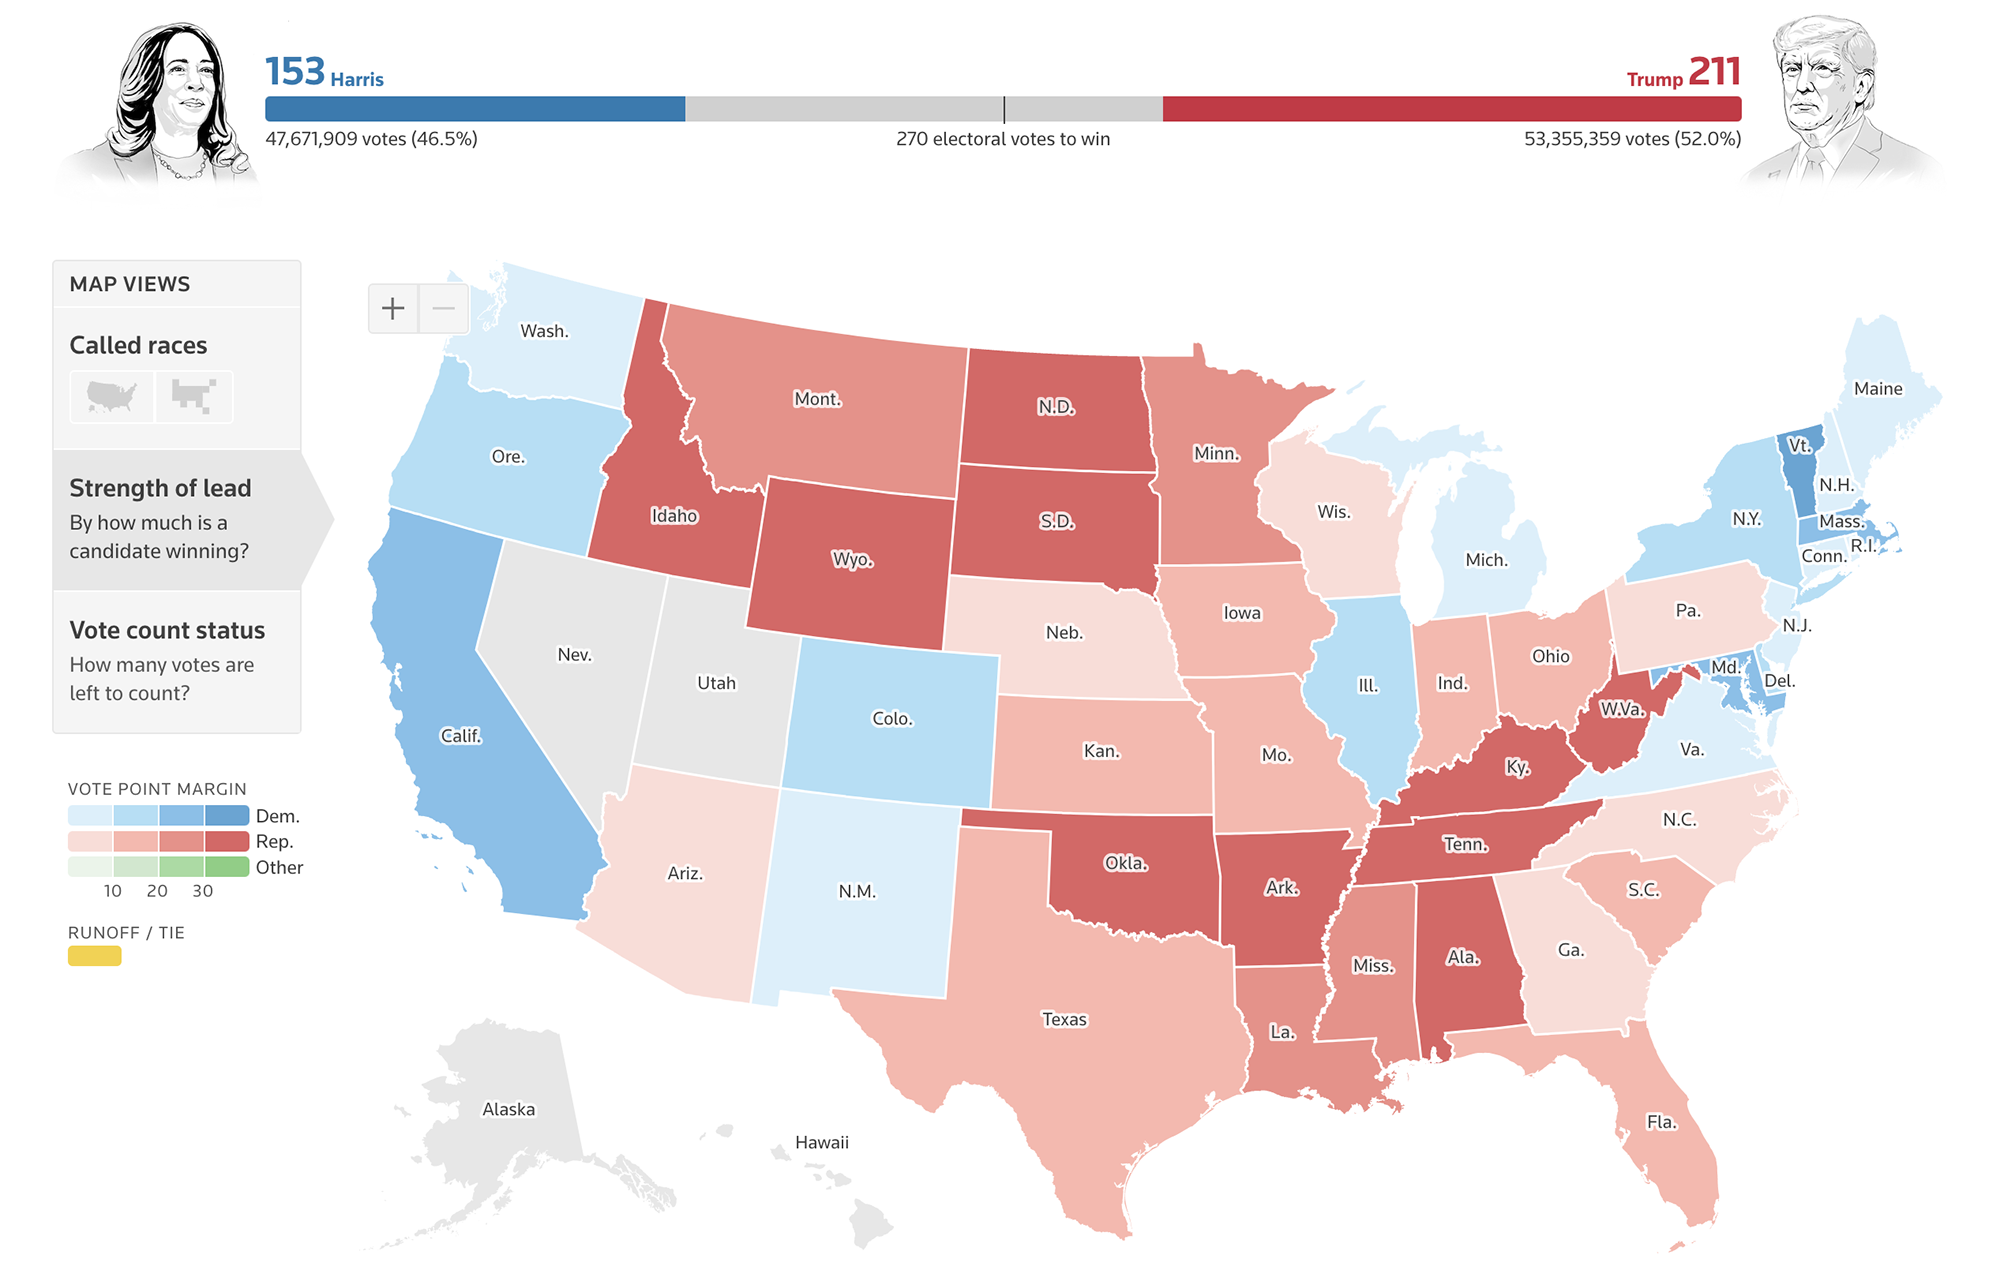 153 Harris
Trump 211
47,671,909 votes (46.5%)
270 electoral votes to win
53,355,359 votes (52.0%)
MAP VIEWS
Called races
Strength of lead
By how much is a
candidate winning?
Vote count status
How many votes are
left to count?
VOTE POINT MARGIN
Dem.
Rep.
Other
10 20 30
RUNOFF / TIE
+ −
Wash.
Ore.
Calif.
Idaho
Nev.
Mont.
Wyo.
Utah
Colo.
Ariz.
N.M.
N.D.
S.D.
Neb.
Kan.
Okla.
Texas
Minn.
Iowa
Mo.
Ark.
La.
Wis.
Ill.
Mich.
Ind.
Ohio
Ky.
Tenn.
Miss.
Ala.
Ga.
Fla.
S.C.
N.C.
Va.
W.Va.
Pa.
N.Y.
Vt.
N.H.
Maine
Mass.
R.I.
Conn.
N.J.
Md.
Del.
Alaska
Hawaii